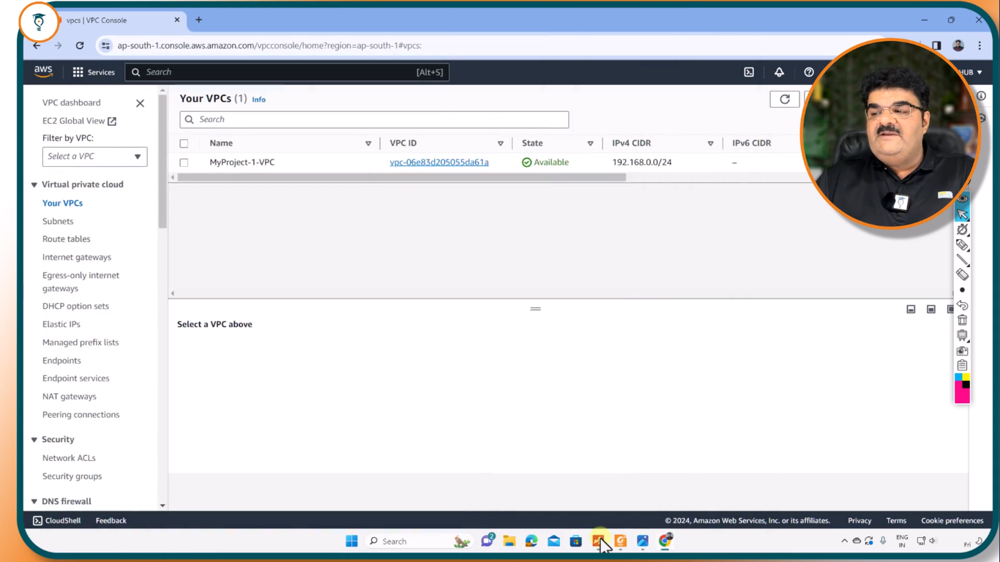 vpcs | VPC Console
ap-south-1.console.aws.amazon.com/vpcconsole/home?region=ap-south-1#vpcs:
aws Services Search [Alt+S] HUB
VPC dashboard
EC2 Global View
Filter by VPC:
Select a VPC
Virtual private cloud
Your VPCs
Subnets
Route tables
Internet gateways
Egress-only internet
gateways
DHCP option sets
Elastic IPs
Managed prefix lists
Endpoints
Endpoint services
NAT gateways
Peering connections
Security
Network ACLs
Security groups
DNS firewall
Your VPCs (1) Info
Search
Name VPC ID State IPv4 CIDR IPv6 CIDR
MyProject-1-VPC vpc-06e83d205055da61a Available 192.168.0.0/24 –
Select a VPC above
CloudShell Feedback © 2024, Amazon Web Services, Inc. or its affiliates. Privacy Terms Cookie preferences
Search 2 ENG
IN
Fri